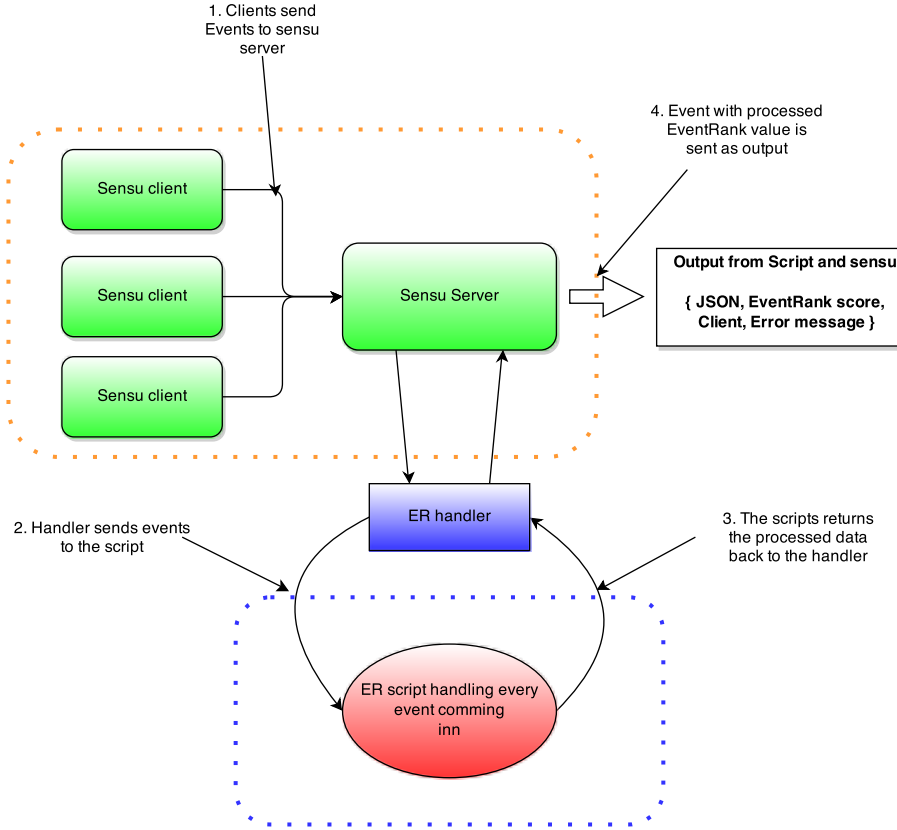 1. Clients send
Events to sensu
server
4. Event with processed
EventRank value is
sent as output
Sensu client
Sensu client
Sensu client
Sensu Server
Output from Script and sensu
{ JSON, EventRank score,
Client, Error message }
ER handler
2. Handler sends events
to the script
3. The scripts returns
the processed data
back to the handler
ER script handling every
event comming
inn